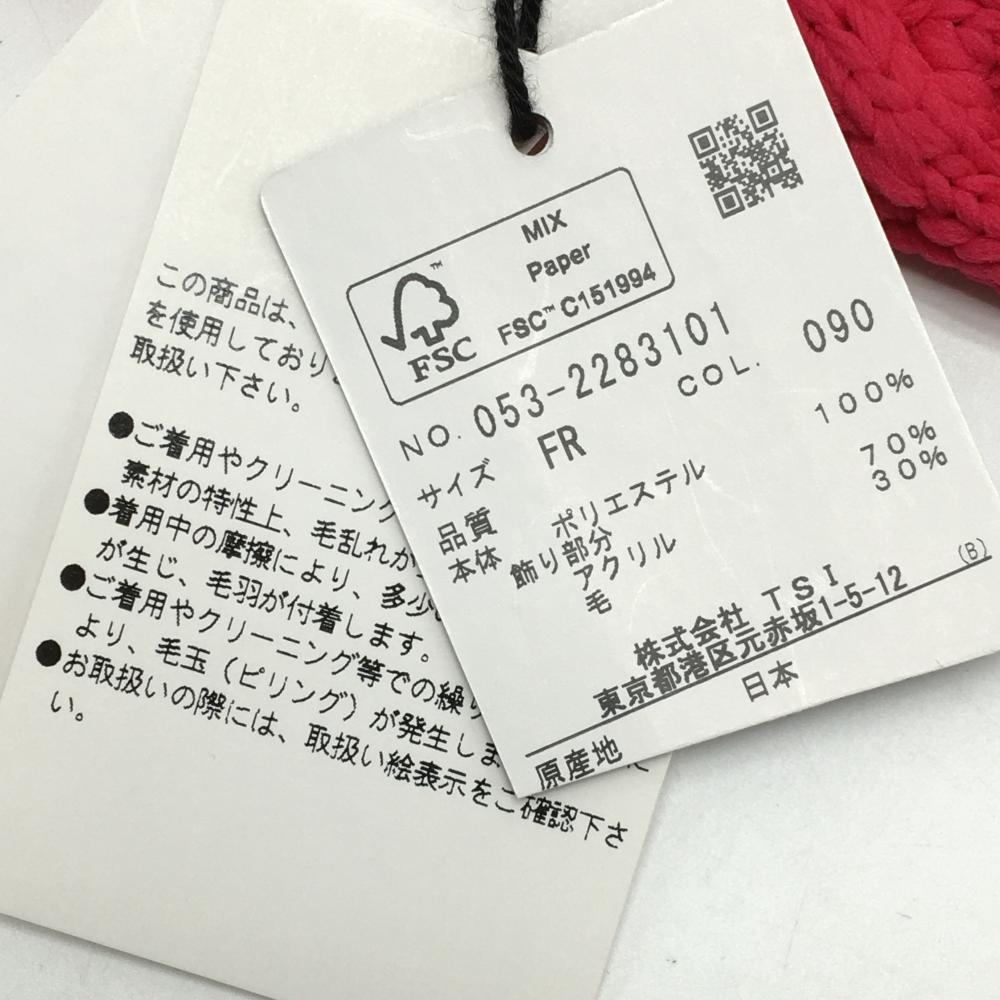 MIX
Paper
FSC™ C151994
FSC
NO. 053-2283101
COL. 090
サイズ FR
品質 ポリエステル 100%
本体 飾り部分
アクリル 70%
毛 30%
(B)
株式会社 TSI
東京都港区元赤坂1-5-12
原産地 日本
この商品は、
を使用しており
取扱い下さい。
●ご着用やクリーニング
素材の特性上、毛乱れが
●着用中の摩擦により、多少
が生じ、毛羽が付着します。
●ご着用やクリーニング等での繰り
より、毛玉（ピリング）が発生しま
●お取扱いの際には、取扱い絵表示をご確認下さ
い。